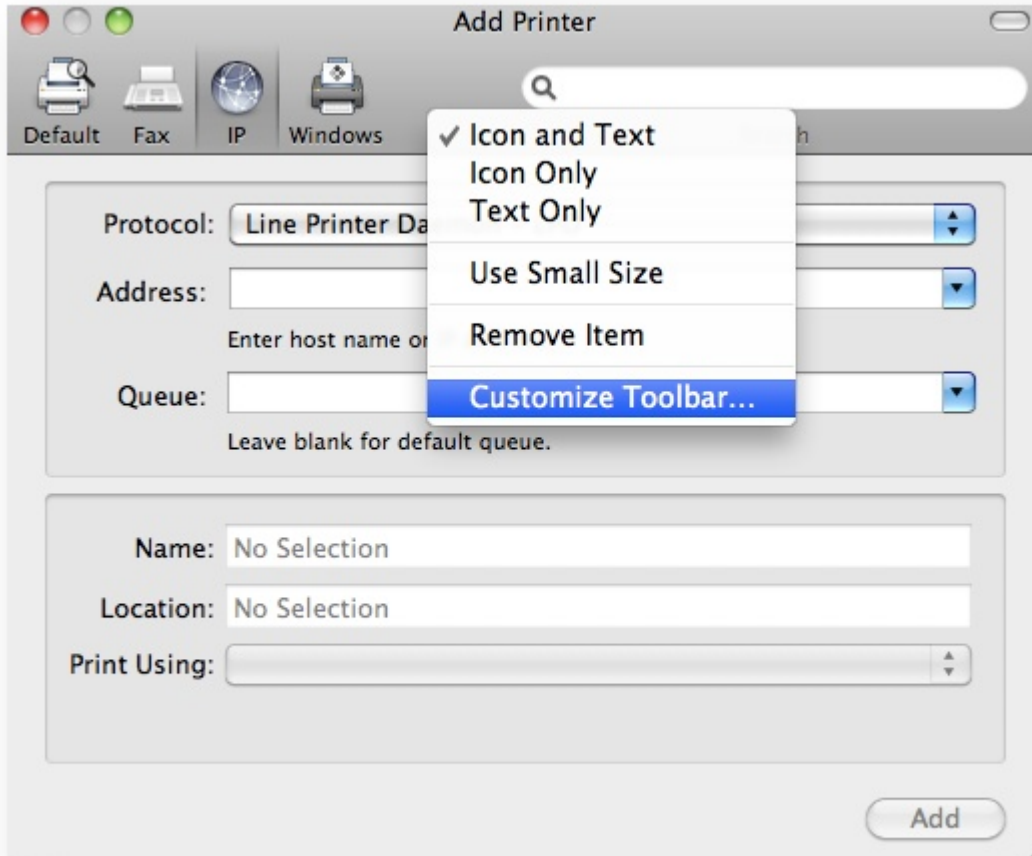 Add Printer
Default Fax IP Windows
✓ Icon and Text
Icon Only
Text Only
Use Small Size
Remove Item
Customize Toolbar...
Protocol: Line Printer
Address:
Enter host name or
Queue:
Leave blank for default queue.
Name: No Selection
Location: No Selection
Print Using:
Add